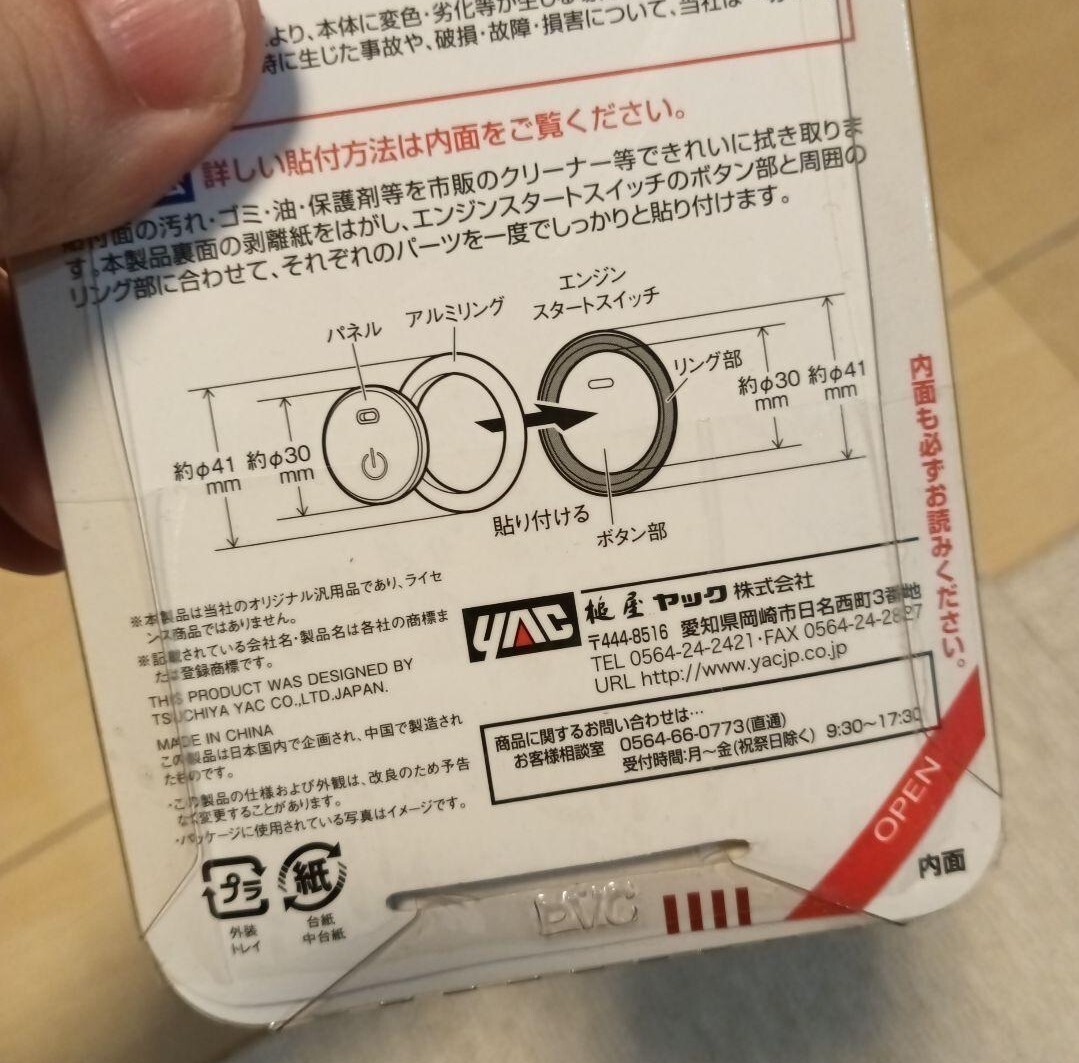 より、本体に変色・劣化等が生じる
時に生じた事故や、破損・故障・損害について、当社は一
詳しい貼付方法は内面をご覧ください。
貼付面の汚れ・ゴミ・油・保護剤等を市販のクリーナー等できれいに拭き取りま
す。本製品裏面の剥離紙をはがし、エンジンスタートスイッチのボタン部と周囲の
リング部に合わせて、それぞれのパーツを一度でしっかりと貼り付けます。
パネル
アルミリング
エンジン
スタートスイッチ
リング部
約φ41
mm
約φ30
mm
約φ30
mm
約φ41
mm
貼り付ける
ボタン部
内面も必ずお読みください。
※本製品は当社のオリジナル汎用品であり、ライセ
ンス商品ではありません。
※記載されている会社名・製品名は各社の商標ま
たは登録商標です。
THIS PRODUCT WAS DESIGNED BY
TSUCHIYA YAC CO.,LTD.JAPAN.
MADE IN CHINA
この製品は日本国内で企画され、中国で製造され
たものです。
・この製品の仕様および外観は、改良のため予告
なく変更することがあります。
・パッケージに使用されている写真はイメージです。
YAC 槌屋ヤック株式会社
〒444-8516 愛知県岡崎市日名西町3番地
TEL 0564-24-2421・FAX 0564-24-2827
URL http://www.yacjp.co.jp
商品に関するお問い合わせは…
お客様相談室 0564-66-0773(直通)
受付時間:月〜金(祝祭日除く) 9:30〜17:30
プラ
外装
トレイ
紙
台紙
中台紙
PVC
OPEN
内面